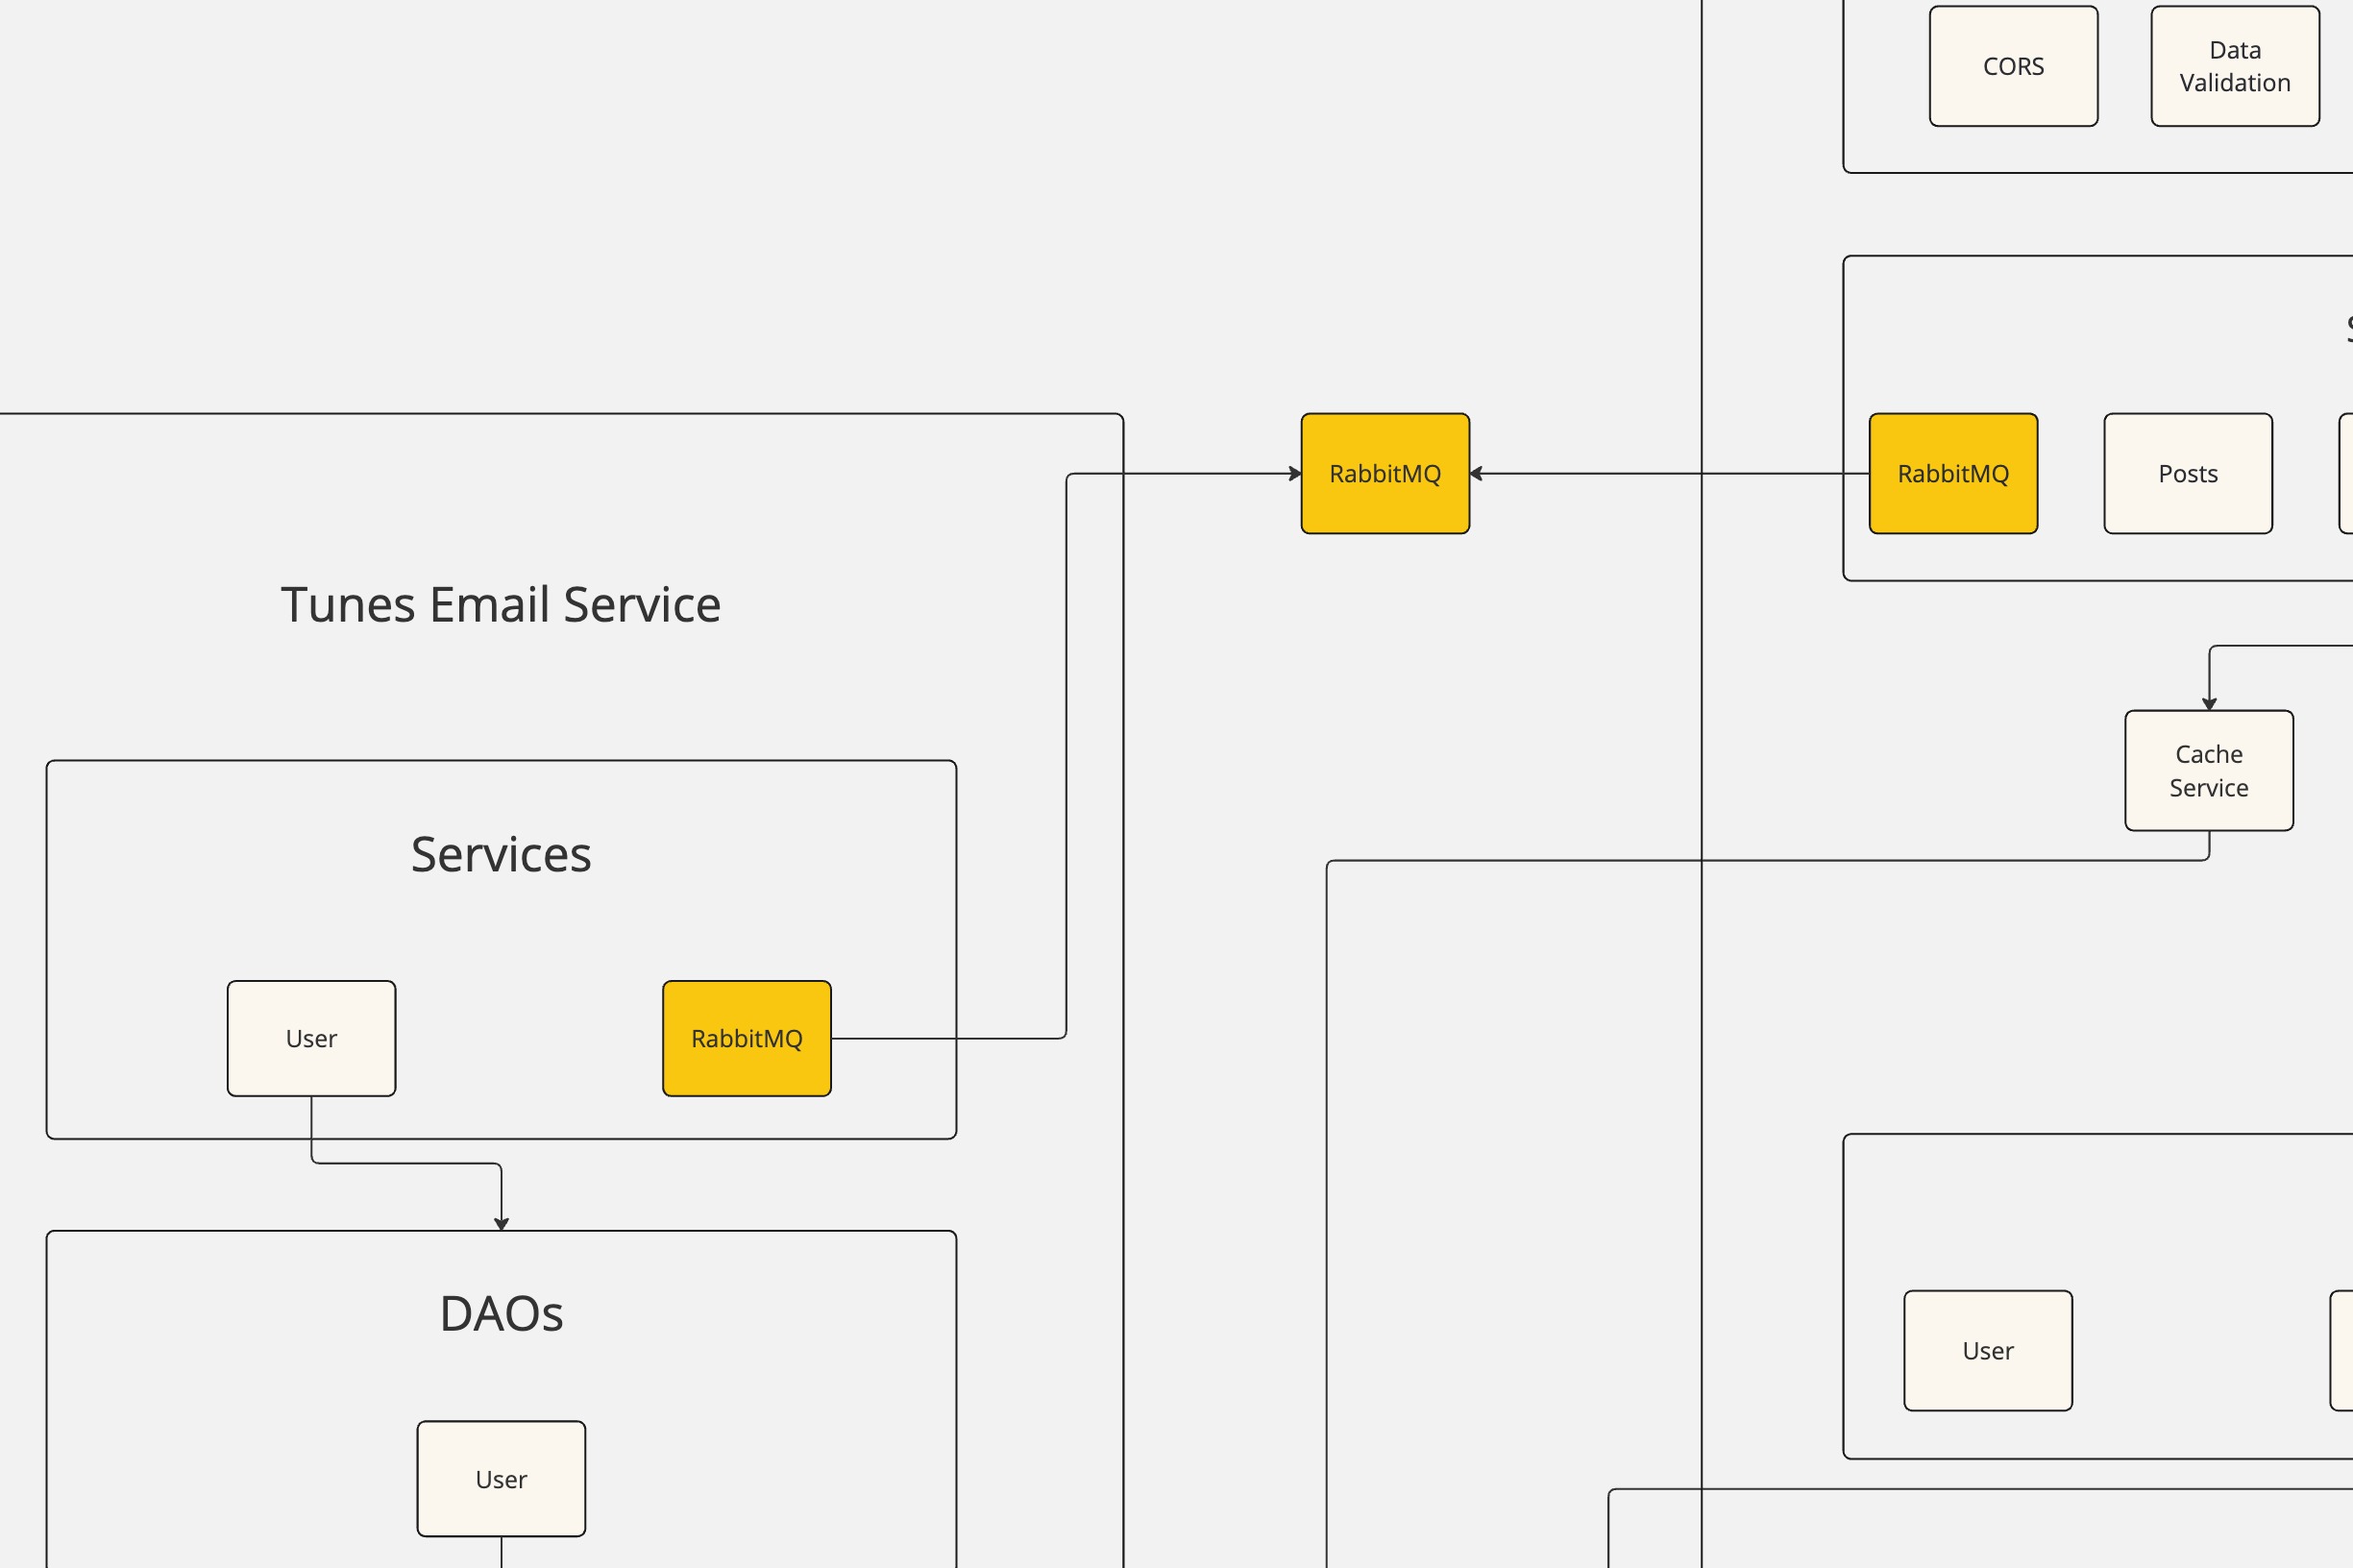 CORS
Data
Validation
RabbitMQ
RabbitMQ
Posts
Tunes Email Service
Cache
Service
Services
User
RabbitMQ
DAOs
User
User